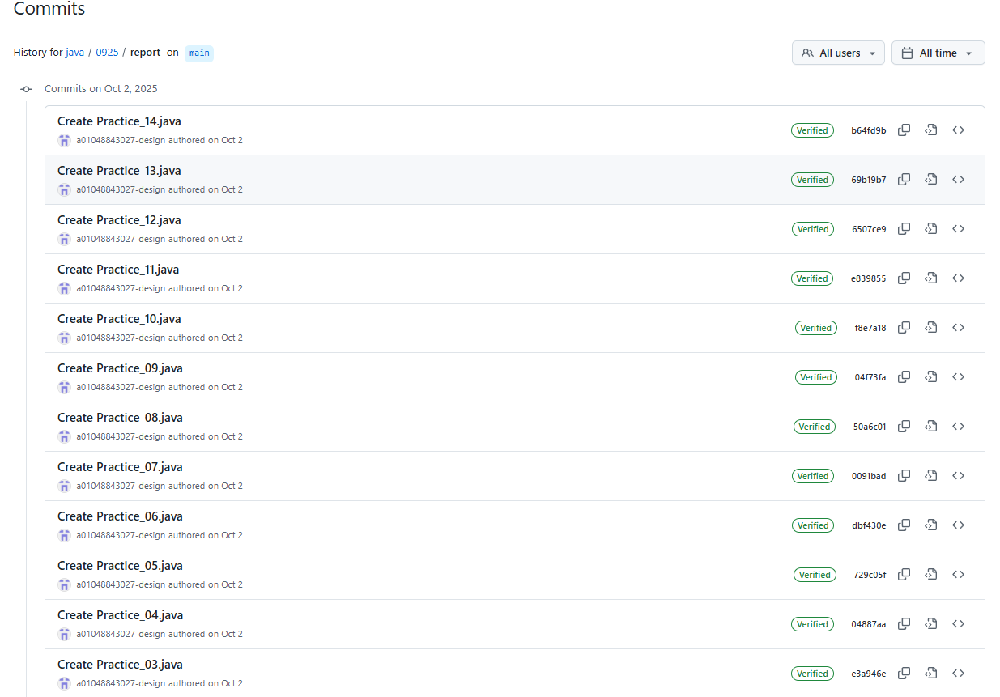 Commits
History for java / 0925 / report on main
All users
All time
Commits on Oct 2, 2025
Create Practice_14.java
a01048843027-design authored on Oct 2
Verified
b64fd9b
Create Practice_13.java
a01048843027-design authored on Oct 2
Verified
69b19b7
Create Practice_12.java
a01048843027-design authored on Oct 2
Verified
6507ce9
Create Practice_11.java
a01048843027-design authored on Oct 2
Verified
e839855
Create Practice_10.java
a01048843027-design authored on Oct 2
Verified
f8e7a18
Create Practice_09.java
a01048843027-design authored on Oct 2
Verified
04f73fa
Create Practice_08.java
a01048843027-design authored on Oct 2
Verified
50a6c01
Create Practice_07.java
a01048843027-design authored on Oct 2
Verified
0091bad
Create Practice_06.java
a01048843027-design authored on Oct 2
Verified
dbf430e
Create Practice_05.java
a01048843027-design authored on Oct 2
Verified
729c05f
Create Practice_04.java
a01048843027-design authored on Oct 2
Verified
04887aa
Create Practice_03.java
a01048843027-design authored on Oct 2
Verified
e3a946e